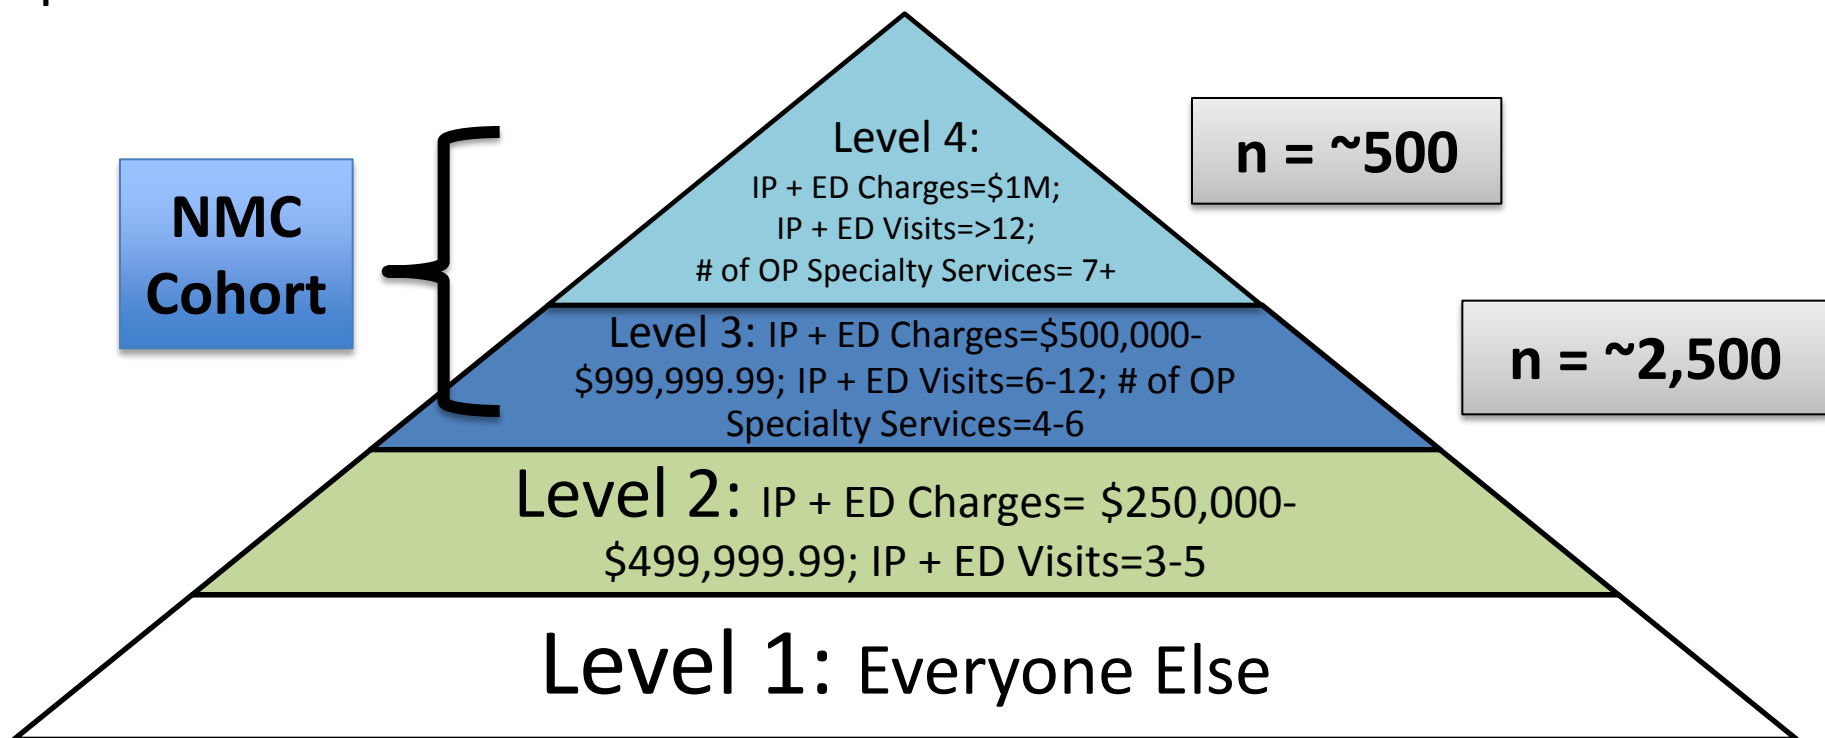 Level 4:
IP + ED Charges=$1M;
IP + ED Visits=>12;
# of OP Specialty Services= 7+
n = ~500
NMC
Cohort
Level 3: IP + ED Charges=$500,000-
$999,999.99; IP + ED Visits=6-12; # of OP
Specialty Services=4-6
n = ~2,500
Level 2: IP + ED Charges= $250,000-
$499,999.99; IP + ED Visits=3-5
Level 1: Everyone Else